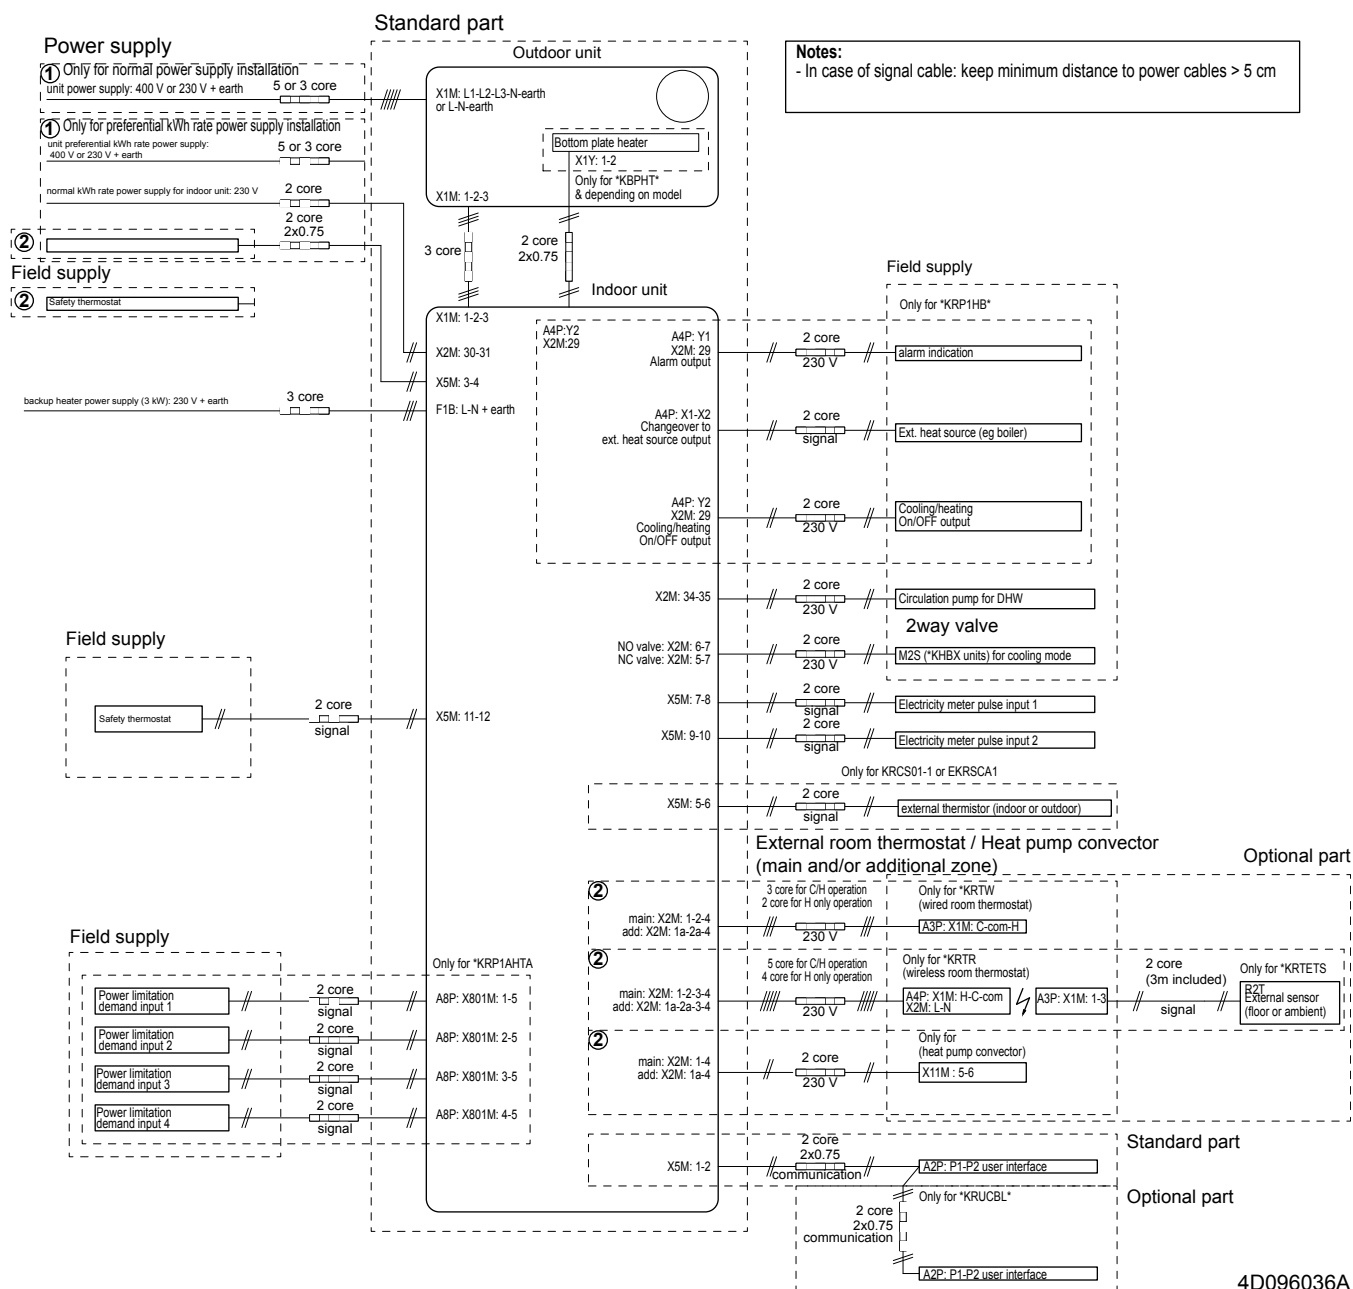 Standard part
Power supply
① Only for normal power supply installation
unit power supply: 400 V or 230 V + earth
5 or 3 core
① Only for preferential kWh rate power supply installation
unit preferential kWh rate power supply:
400 V or 230 V + earth
5 or 3 core
normal kWh rate power supply for indoor unit: 230 V
2 core
2 core
2x0.75
②
Field supply
② Safety thermostat
backup heater power supply (3 kW): 230 V + earth
3 core
Outdoor unit
X1M: L1-L2-L3-N-earth
or L-N-earth
Bottom plate heater
X1Y: 1-2
Only for *KBPHT*
& depending on model
X1M: 1-2-3
3 core
2 core
2x0.75
Notes:
- In case of signal cable: keep minimum distance to power cables > 5 cm
Indoor unit
X1M: 1-2-3
X2M: 30-31
X5M: 3-4
F1B: L-N + earth
A4P:Y2
X2M:29
Field supply
Only for *KRP1HB*
A4P: Y1
X2M: 29
Alarm output
2 core
230 V
alarm indication
A4P: X1-X2
Changeover to
ext. heat source output
2 core
signal
Ext. heat source (eg boiler)
A4P: Y2
X2M: 29
Cooling/heating
On/OFF output
2 core
230 V
Cooling/heating
On/OFF output
X2M: 34-35
2 core
230 V
Circulation pump for DHW
2way valve
NO valve: X2M: 6-7
NC valve: X2M: 5-7
2 core
230 V
M2S (*KHBX units) for cooling mode
X5M: 7-8
2 core
signal
Electricity meter pulse input 1
X5M: 9-10
2 core
signal
Electricity meter pulse input 2
Field supply
Safety thermostat
2 core
signal
X5M: 11-12
Only for KRCS01-1 or EKRSCA1
X5M: 5-6
2 core
signal
external thermistor (indoor or outdoor)
External room thermostat / Heat pump convector
(main and/or additional zone)
Optional part
②
3 core for C/H operation
2 core for H only operation
Only for *KRTW
(wired room thermostat)
main: X2M: 1-2-4
add: X2M: 1a-2a-4
230 V
A3P: X1M: C-com-H
②
5 core for C/H operation
4 core for H only operation
Only for *KRTR
(wireless room thermostat)
main: X2M: 1-2-3-4
add: X2M: 1a-2a-3-4
230 V
A4P: X1M: H-C-com
X2M: L-N
A3P: X1M: 1-3
2 core
(3m included)
signal
Only for *KRTETS
R2T
External sensor
(floor or ambient)
②
main: X2M: 1-4
add: X2M: 1a-4
2 core
230 V
Only for
(heat pump convector)
X11M : 5-6
Field supply
Only for *KRP1AHTA
Power limitation
demand input 1
2 core
signal
A8P: X801M: 1-5
Power limitation
demand input 2
2 core
signal
A8P: X801M: 2-5
Power limitation
demand input 3
2 core
signal
A8P: X801M: 3-5
Power limitation
demand input 4
2 core
signal
A8P: X801M: 4-5
Standard part
X5M: 1-2
2 core
2x0.75
communication
A2P: P1-P2 user interface
Optional part
Only for *KRUCBL*
2 core
2x0.75
communication
A2P: P1-P2 user interface
4D096036A